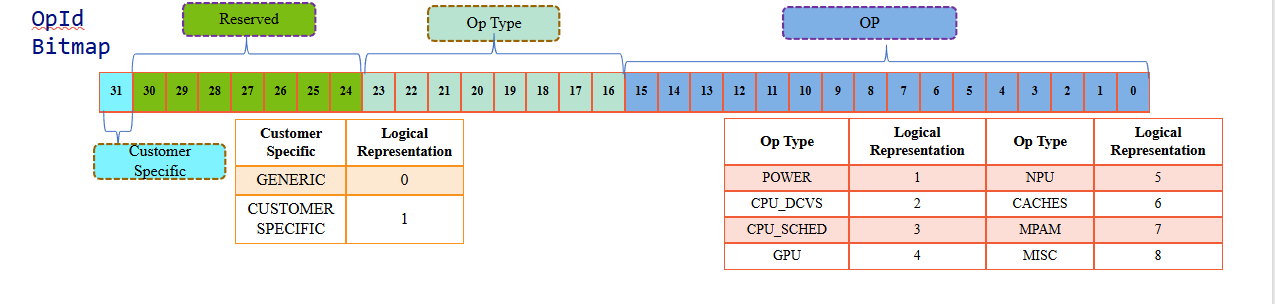 OpId
Bitmap
Reserved
Op Type
OP
31 30 29 28 27 26 25 24 23 22 21 20 19 18 17 16 15 14 13 12 11 10 9 8 7 6 5 4 3 2 1 0
Customer
Specific
Customer Logical
Specific Representation
GENERIC 0
CUSTOMER
SPECIFIC 1
Op Type Logical Op Type Logical
Representation Representation
POWER 1 NPU 5
CPU_DCVS 2 CACHES 6
CPU_SCHED 3 MPAM 7
GPU 4 MISC 8